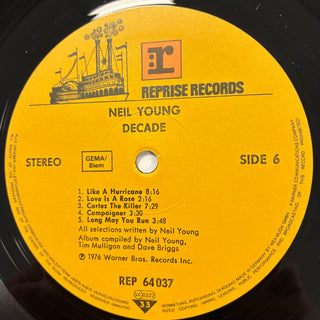 REPRISE RECORDS
NEIL YOUNG
DECADE
STEREO
GEMA/
Biem
SIDE 6
1. Like A Hurricane 8:16
2. Love Is A Rose 2:16
3. Cortez The Killer 7:29
4. Campaigner 3:30
5. Long May You Run 3:48
All selections written by Neil Young
Album compiled by Neil Young,
Tim Mulligan and Dave Briggs
℗ 1976 Warner Bros. Records Inc.
REP 64 037
33